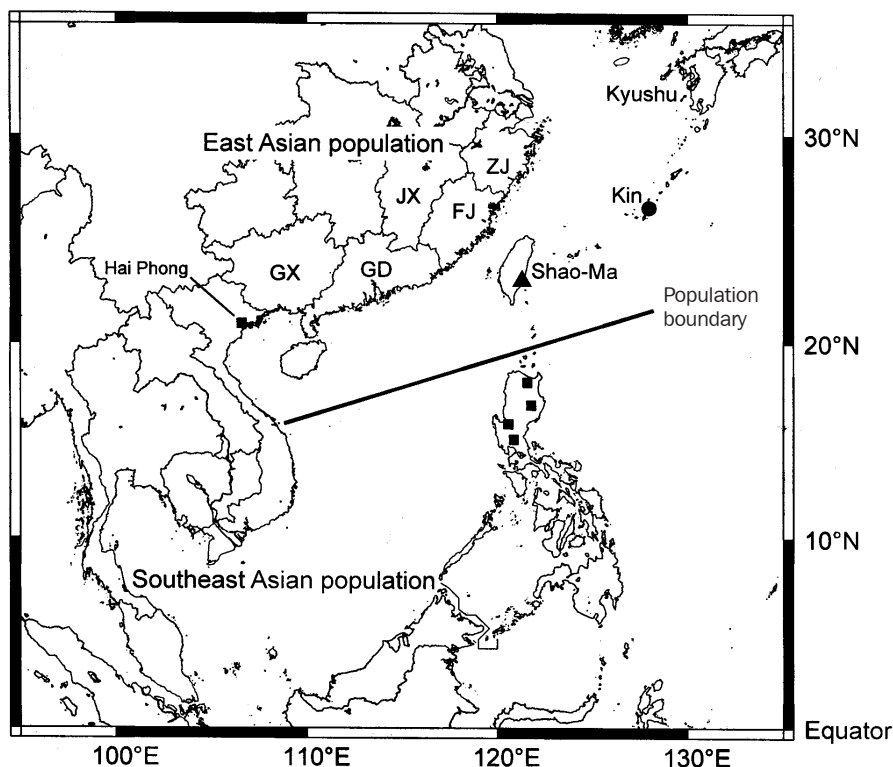 Kyushu
30°N
East Asian population
ZJ
JX
Kin
FJ
Hai Phong
GX
GD
Shao-Ma
Population
boundary
20°N
10°N
Southeast Asian population
Equator
100°E
110°E
120°E
130°E